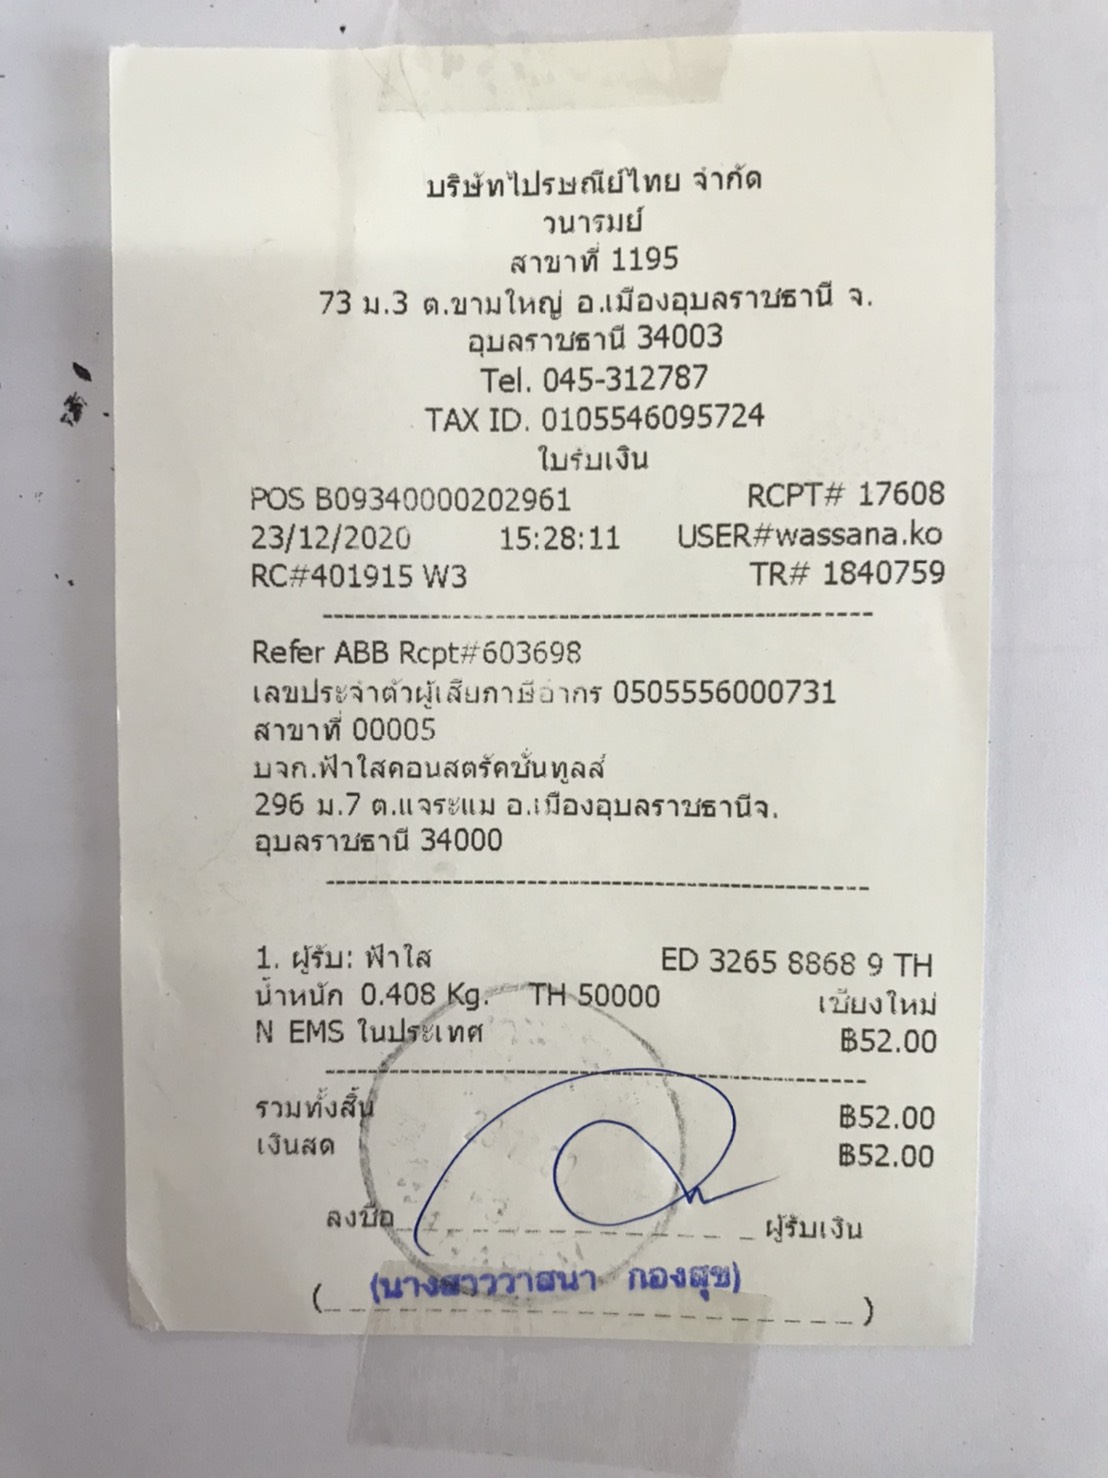 บริษัทไปรษณีย์ไทย จำกัด
วนารมย์
สาขาที่ 1195
73 ม.3 ต.ขามใหญ่ อ.เมืองอุบลราชธานี จ.
อุบลราชธานี 34003
Tel. 045-312787
TAX ID. 0105546095724
ใบรับเงิน
POS B09340000202961 RCPT# 17608
23/12/2020 15:28:11 USER#wassana.ko
RC#401915 W3 TR# 1840759
Refer ABB Rcpt#603698
เลขประจำตัวผู้เสียภาษีอากร 0505556000731
สาขาที่ 00005
บจก.ฟ้าใสคอนสตรัคชั่นทูลส์
296 ม.7 ต.แจระแม อ.เมืองอุบลราชธานีจ.
อุบลราชธานี 34000
1. ผู้รับ: ฟ้าใส ED 3265 8868 9 TH
น้ำหนัก 0.408 Kg. TH 50000 เชียงใหม่
N EMS ในประเทศ ฿52.00
รวมทั้งสิ้น ฿52.00
เงินสด ฿52.00
ลงชื่อ ผู้รับเงิน
(นางสาววาสนา กองสุข)